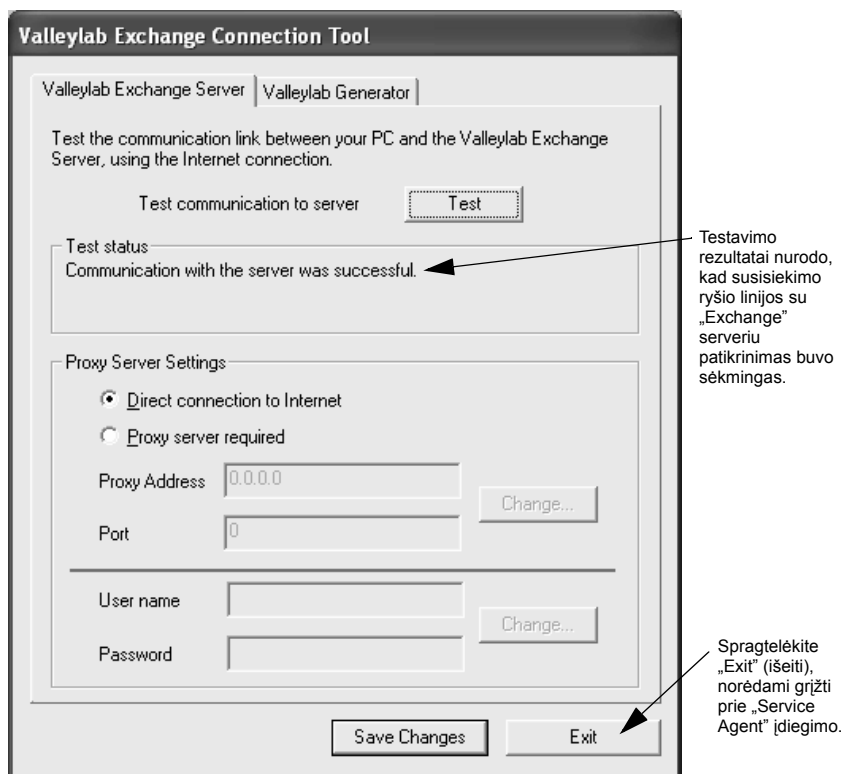 Valleylab Exchange Connection Tool
Valleylab Exchange Server
Valleylab Generator
Test the communication link between your PC and the Valleylab Exchange
Server, using the Internet connection.
Test communication to server
Test
Test status
Communication with the server was successful.
Testavimo
rezultatai nurodo,
kad susisiekimo
ryšio linijos su
„Exchange”
serveriu
patikrinimas buvo
sėkmingas.
Proxy Server Settings
Direct connection to Internet
Proxy server required
Proxy Address
0.0.0.0
Change...
Port
0
User name
Change...
Password
Spragtelėkite
„Exit” (išeiti),
norėdami grįžti
prie „Service
Agent” įdiegimo.
Save Changes
Exit